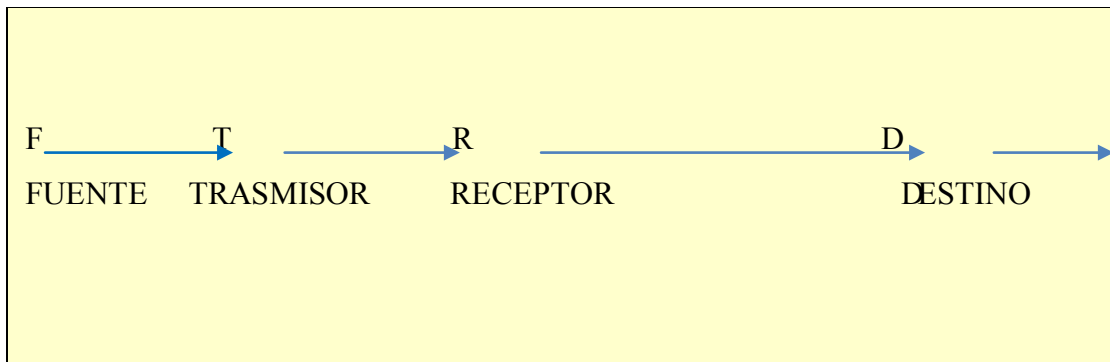 F T R D
FUENTE TRASMISOR RECEPTOR DESTINO